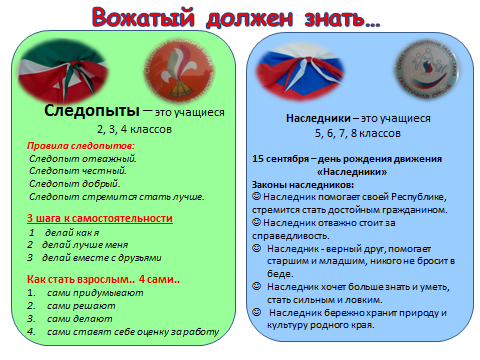 Вожатый должен знать...
Следопыты – это учащиеся
2, 3, 4 классов
Правила следопытов:
Следопыт отважный.
Следопыт честный.
Следопыт добрый.
Следопыт стремится стать лучше.
3 шага к самостоятельности
1 делай как я
2 делай лучше меня
3 делай вместе с друзьями
Как стать взрослым.. 4 сами..
1. сами придумывают
2. сами решают
3. сами делают
4. сами ставят себе оценку за работу
Наследники – это учащиеся
5, 6, 7, 8 классов
15 сентября – день рождения движения
«Наследники»
Законы наследников:
☺ Наследник помогает своей Республике,
стремится стать достойным гражданином.
☺ Наследник отважно стоит за
справедливость.
☺ Наследник - верный друг, помогает
старшим и младшим, никого не бросит в
беде.
☺ Наследник хочет больше знать и уметь,
стать сильным и ловким.
☺ Наследник бережно хранит природу и
культуру родного края.